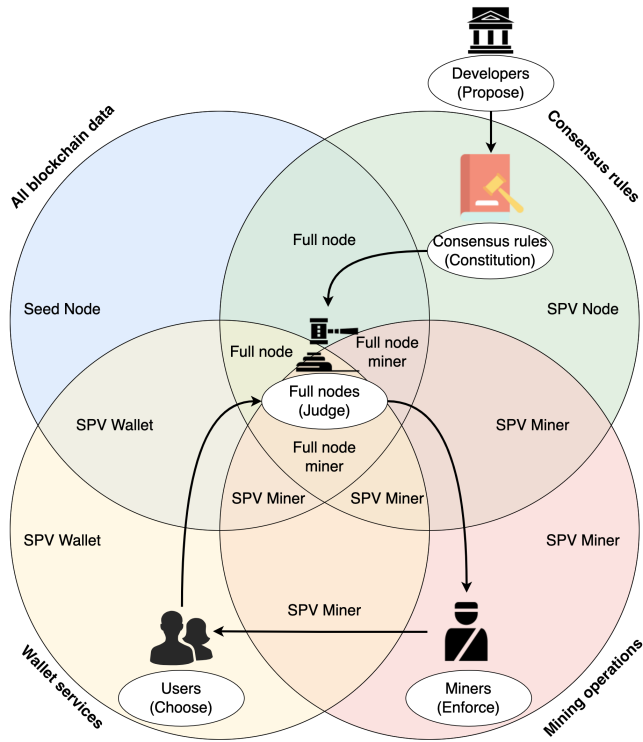 Developers
(Propose)
All blockchain data
Consensus rules
Full node
Consensus rules
(Constitution)
Seed Node
SPV Node
Full node
Full node
miner
Full nodes
(Judge)
SPV Wallet
SPV Miner
Full node
miner
SPV Miner
SPV Miner
SPV Wallet
SPV Miner
SPV Miner
Wallet services
Users
(Choose)
Miners
(Enforce)
Mining operations